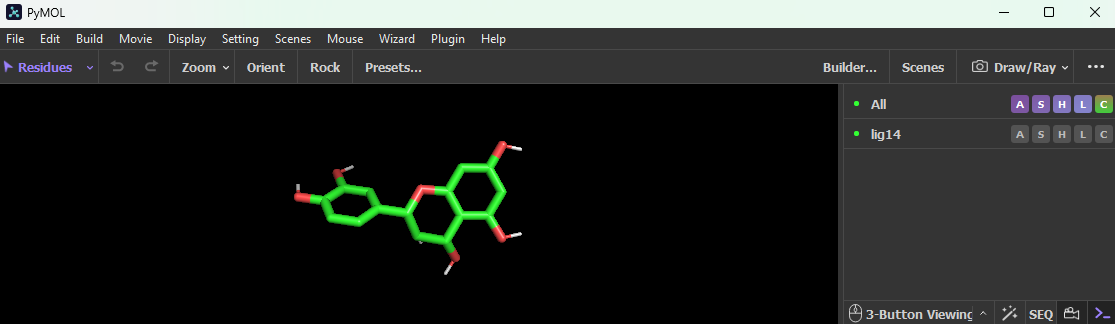 PyMOL
File Edit Build Movie Display Setting Scenes Mouse Wizard Plugin Help
Residues Zoom Orient Rock Presets... Builder... Scenes Draw/Ray
All A S H L C
lig14 A S H L C
3-Button Viewing SEQ